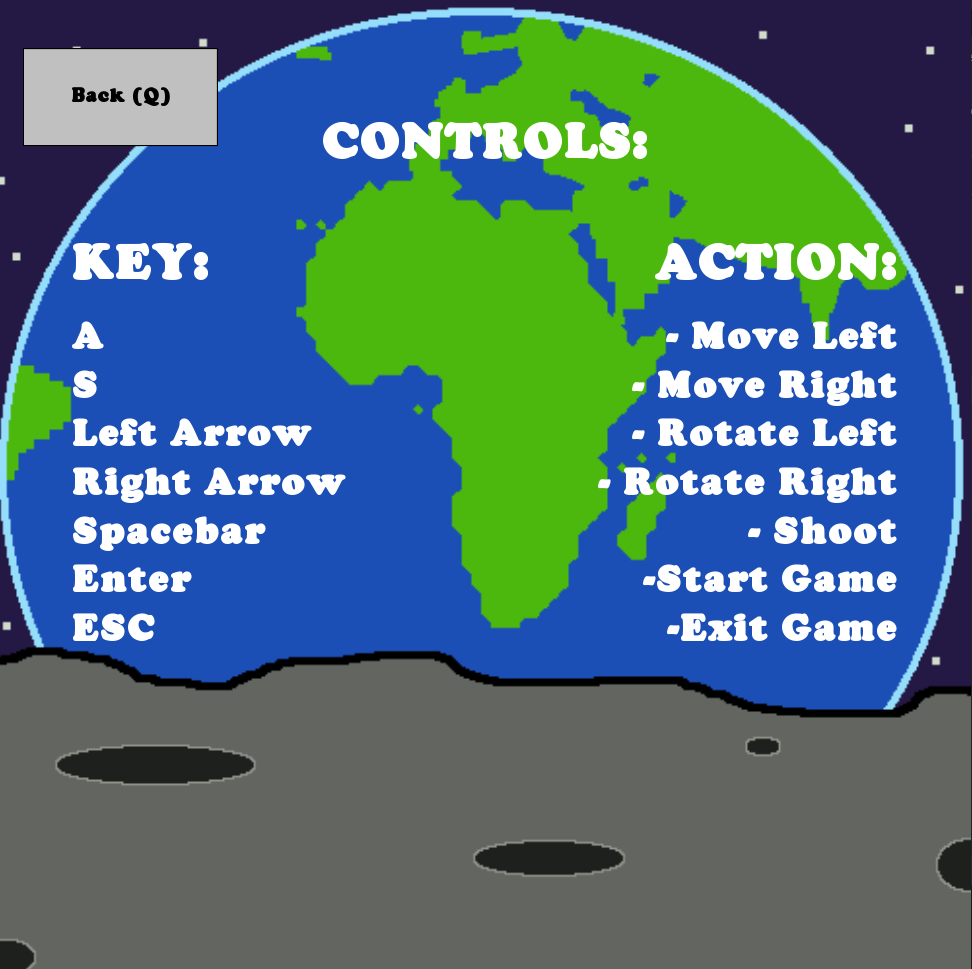 Back (Q)
CONTROLS:
KEY: ACTION:
A - Move Left
S - Move Right
Left Arrow - Rotate Left
Right Arrow - Rotate Right
Spacebar - Shoot
Enter -Start Game
ESC -Exit Game